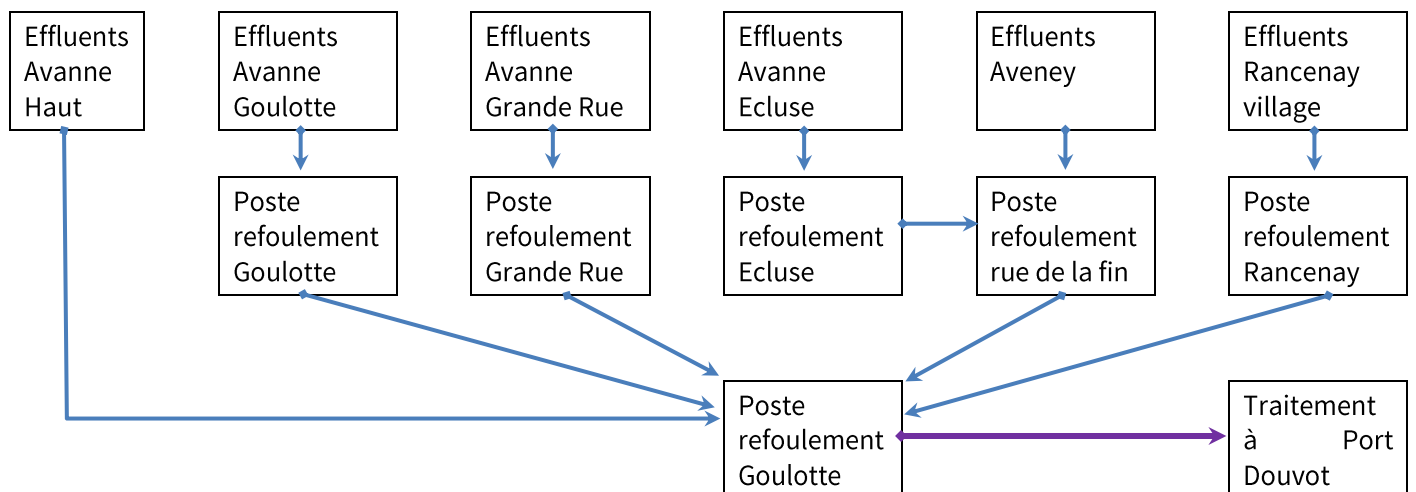 Effluents
Avanne
Haut
Effluents
Avanne
Goulotte
Effluents
Avanne
Grande Rue
Effluents
Avanne
Ecluse
Effluents
Aveney
Effluents
Rancenay
village
Poste
refoulement
Goulotte
Poste
refoulement
Grande Rue
Poste
refoulement
Ecluse
Poste
refoulement
rue de la fin
Poste
refoulement
Rancenay
Poste
refoulement
Goulotte
Traitement
à Port
Douvot